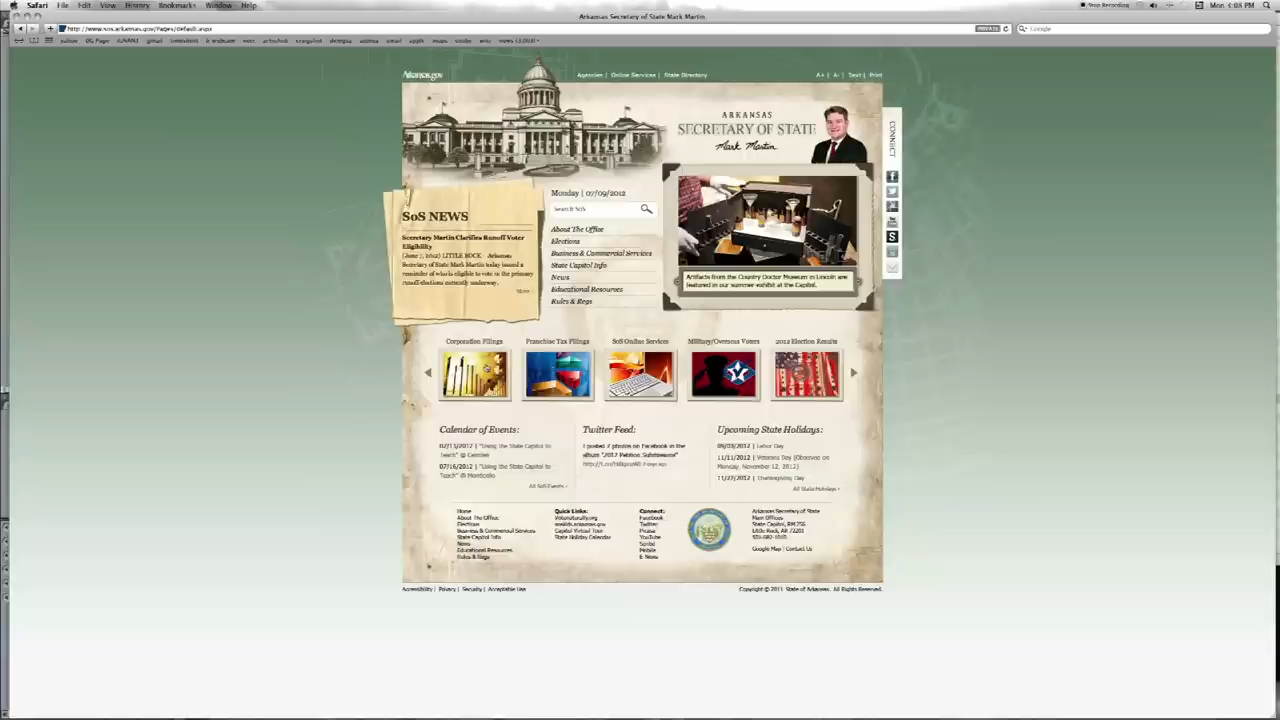 Safari File Edit View History Bookmarks Window Help
Stop Recording
Mon 4:08 PM
Arkansas Secretary of State Mark Martin
http://www.sos.arkansas.gov/Pages/default.aspx
PRIVATE
Google
Arkansas.gov
Agencies | Online Services | State Directory
A+ | A- | Text | Print
ARKANSAS
SECRETARY OF STATE
Mark Martin
CONNECT
SoS NEWS
Secretary Martin Clarifies Runoff Voter
Eligibility
LITTLE ROCK - Arkansas
Secretary of State Mark Martin today issued a
reminder of who is eligible to vote in the primary
runoff elections currently underway.
More
Monday | 07/09/2012
Search SoS
About The Office
Elections
Business & Commercial Services
State Capitol Info
News
Educational Resources
Rules & Regs
Artifacts from the Country Doctor Museum in Lincoln are
featured in our summer exhibit at the Capitol.
Corporation Filings
Franchise Tax Filings
SoS Online Services
Military/Overseas Voters
2012 Election Results
Calendar of Events:
07/13/2012 | "Using the State Capitol to
Teach" @ Camden
07/16/2012 | "Using the State Capitol to
Teach" @ Monticello
All SoS Events ›
Twitter Feed:
I posted 7 photos on Facebook in the
album "2012 Petition Submissions"
Upcoming State Holidays:
09/03/2012 | Labor Day
11/11/2012 | Veterans Day (Observed on
Monday, November 12, 2012)
11/22/2012 | Thanksgiving Day
All State Holidays ›
Home
About The Office
Elections
Business & Commercial Services
State Capitol Info
News
Educational Resources
Rules & Regs
Quick Links:
Votenaturally.org
sos.arkansas.gov
Capitol Virtual Tour
State Holiday Calendar
Connect:
Facebook
Twitter
Picasa
YouTube
Scribd
Mobile
E-News
Arkansas Secretary of State
Main Offices
State Capitol, RM 256
Little Rock, AR 72201
501-682-1010
Google Map | Contact Us
Accessibility | Privacy | Security | Acceptable Use
Copyright © 2011 State of Arkansas. All Rights Reserved.